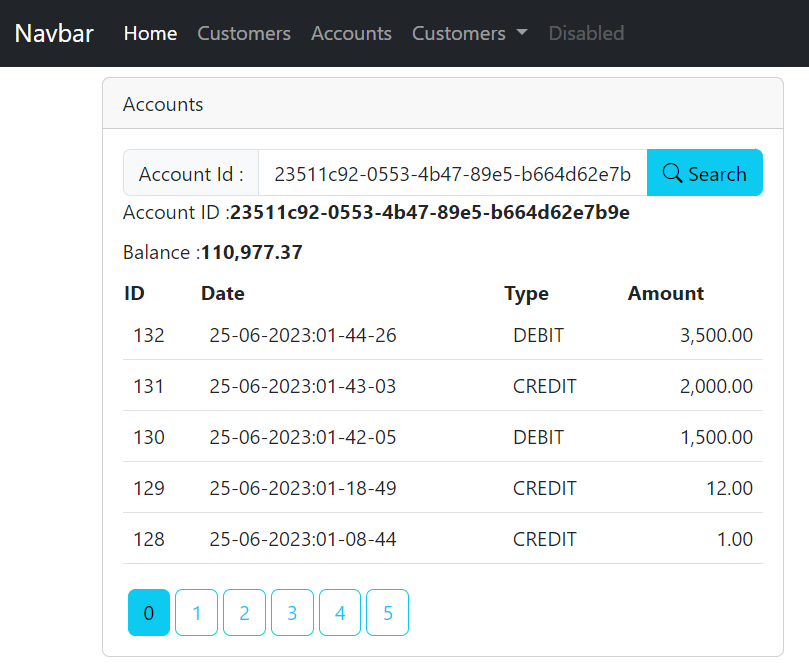 Navbar Home Customers Accounts Customers Disabled
Accounts
Account Id : 23511c92-0553-4b47-89e5-b664d62e7b Search
Account ID :23511c92-0553-4b47-89e5-b664d62e7b9e
Balance :110,977.37
ID Date Type Amount
132 25-06-2023:01-44-26 DEBIT 3,500.00
131 25-06-2023:01-43-03 CREDIT 2,000.00
130 25-06-2023:01-42-05 DEBIT 1,500.00
129 25-06-2023:01-18-49 CREDIT 12.00
128 25-06-2023:01-08-44 CREDIT 1.00
0 1 2 3 4 5